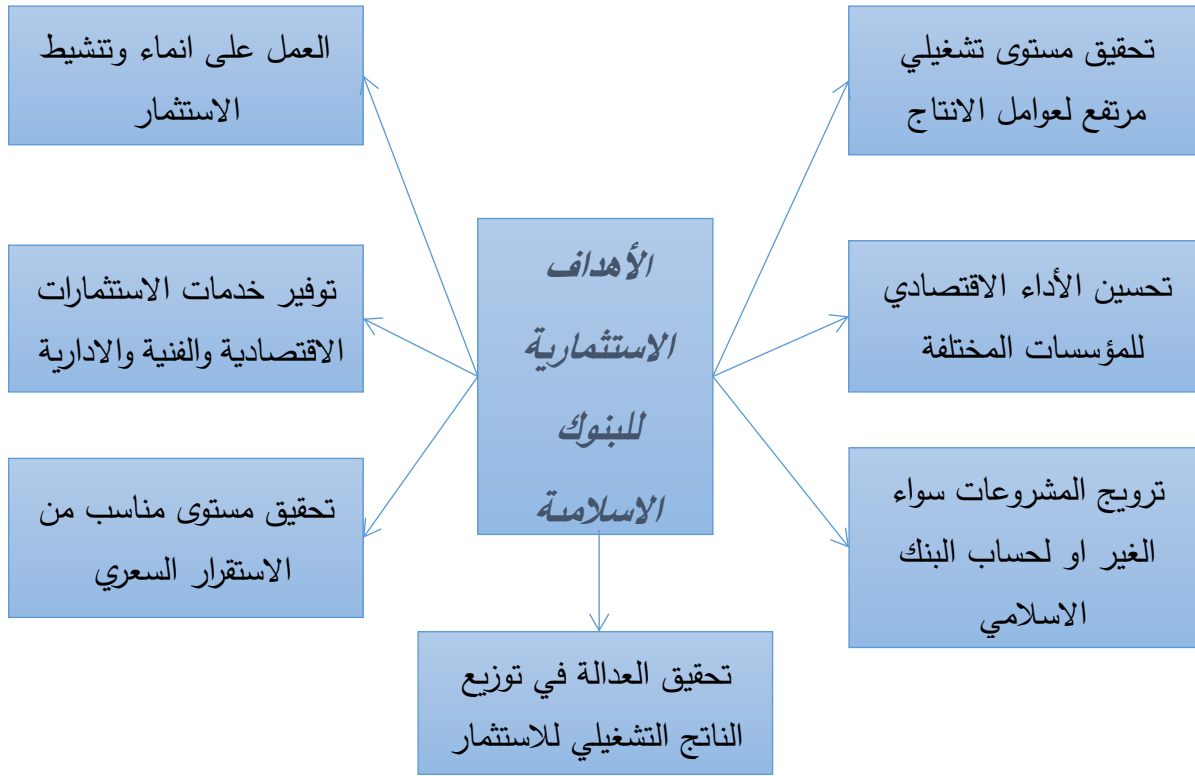 تحقيق مستوى تشغيلي
مرتفع لعوامل الانتاج
العمل على انماء وتنشيط
الاستثمار
الأهداف
الاستثمارية
للبنوك
الاسلامية
تحسين الأداء الاقتصادي
للمؤسسات المختلفة
توفير خدمات الاستثمارات
الاقتصادية والفنية والادارية
ترويج المشروعات سواء
الغير او لحساب البنك
الاسلامي
تحقيق مستوى مناسب من
الاستقرار السعري
تحقيق العدالة في توزيع
الناتج التشغيلي للاستثمار